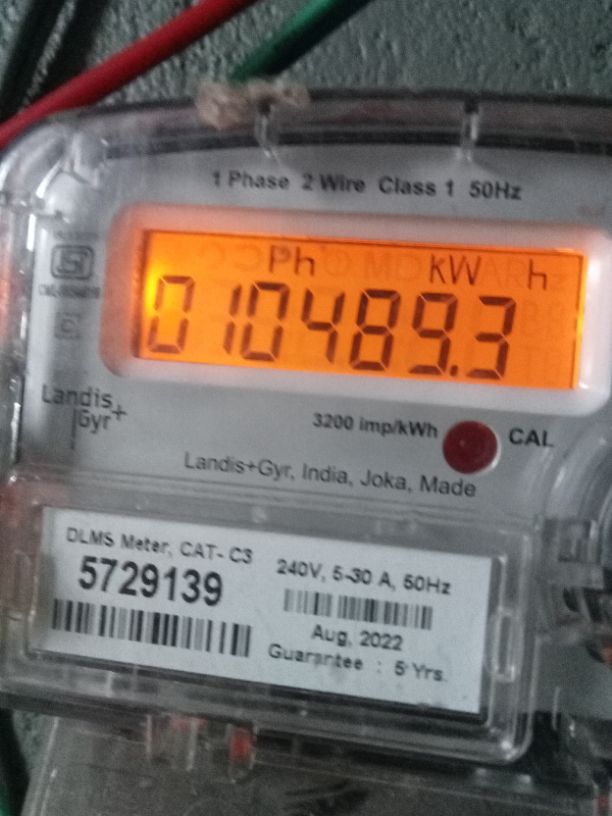 1 Phase 2 Wire Class 1 50Hz
Ph kW h
010489.3
Landis+
Gyr
3200 imp/kWh
CAL
Landis+Gyr, India, Joka, Made
DLMS Meter, CAT- C3
5729139
240V, 5-30 A, 50Hz
Aug, 2022
Guarantee : 5 Yrs.